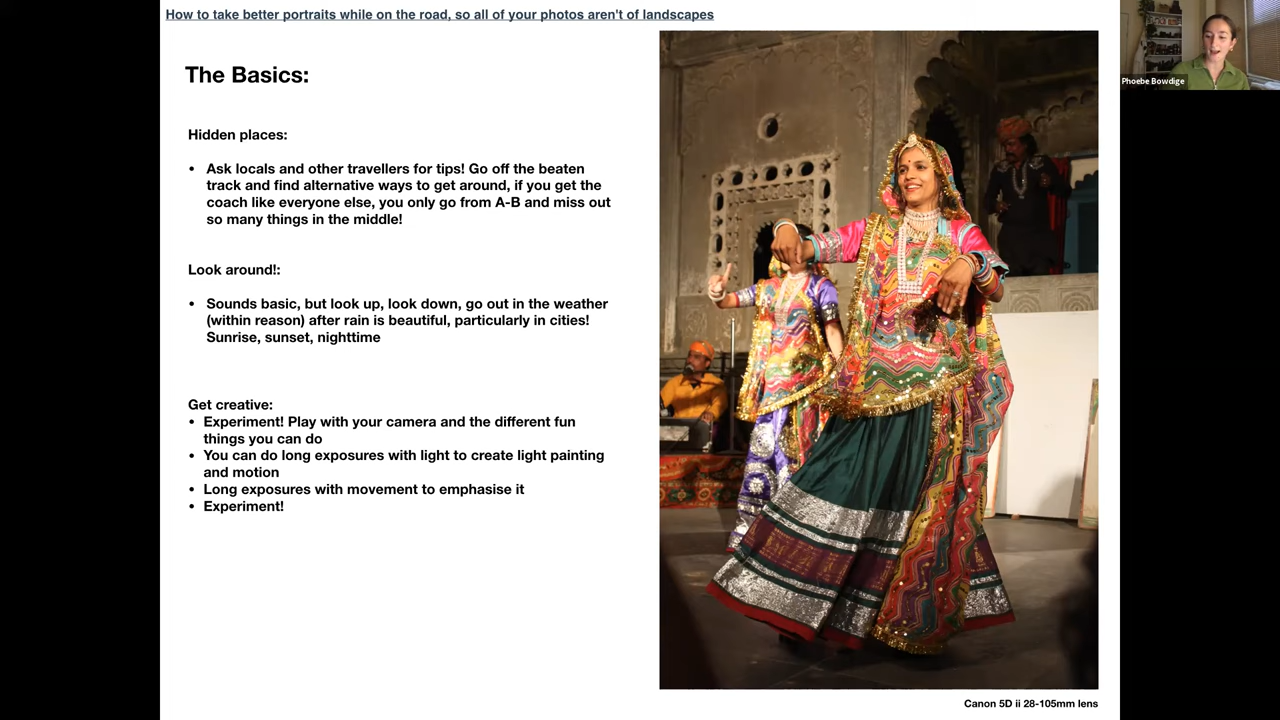 How to take better portraits while on the road, so all of your photos aren't of landscapes
The Basics:
Hidden places:
• Ask locals and other travellers for tips! Go off the beaten
track and find alternative ways to get around, if you get the
coach like everyone else, you only go from A-B and miss out
so many things in the middle!
Look around!:
• Sounds basic, but look up, look down, go out in the weather
(within reason) after rain is beautiful, particularly in cities!
Sunrise, sunset, nighttime
Get creative:
• Experiment! Play with your camera and the different fun
things you can do
• You can do long exposures with light to create light painting
and motion
• Long exposures with movement to emphasise it
• Experiment!
Canon 5D ii 28-105mm lens
Phoebe Bowdige